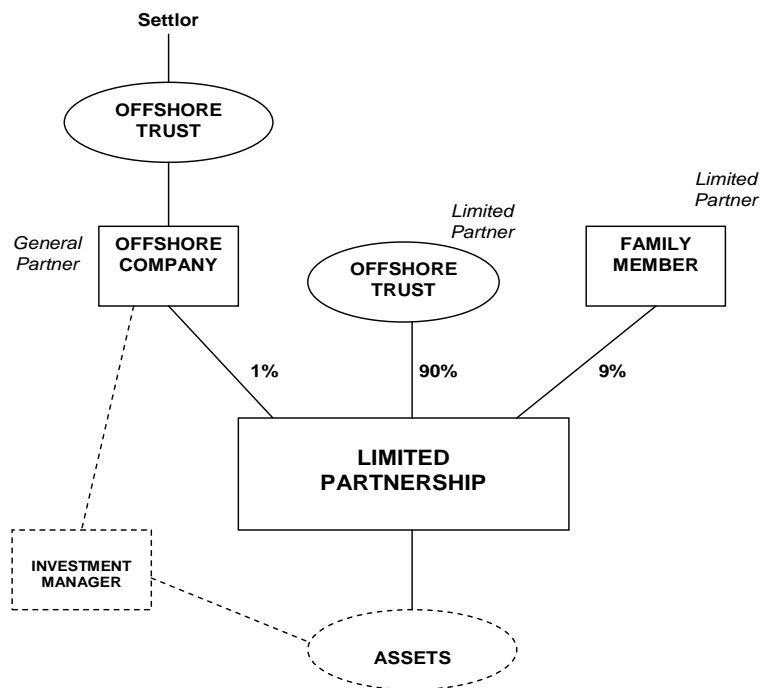 Settlor
OFFSHORE
TRUST
General
Partner
OFFSHORE
COMPANY
Limited
Partner
OFFSHORE
TRUST
Limited
Partner
FAMILY
MEMBER
1%
90%
9%
LIMITED
PARTNERSHIP
INVESTMENT
MANAGER
ASSETS